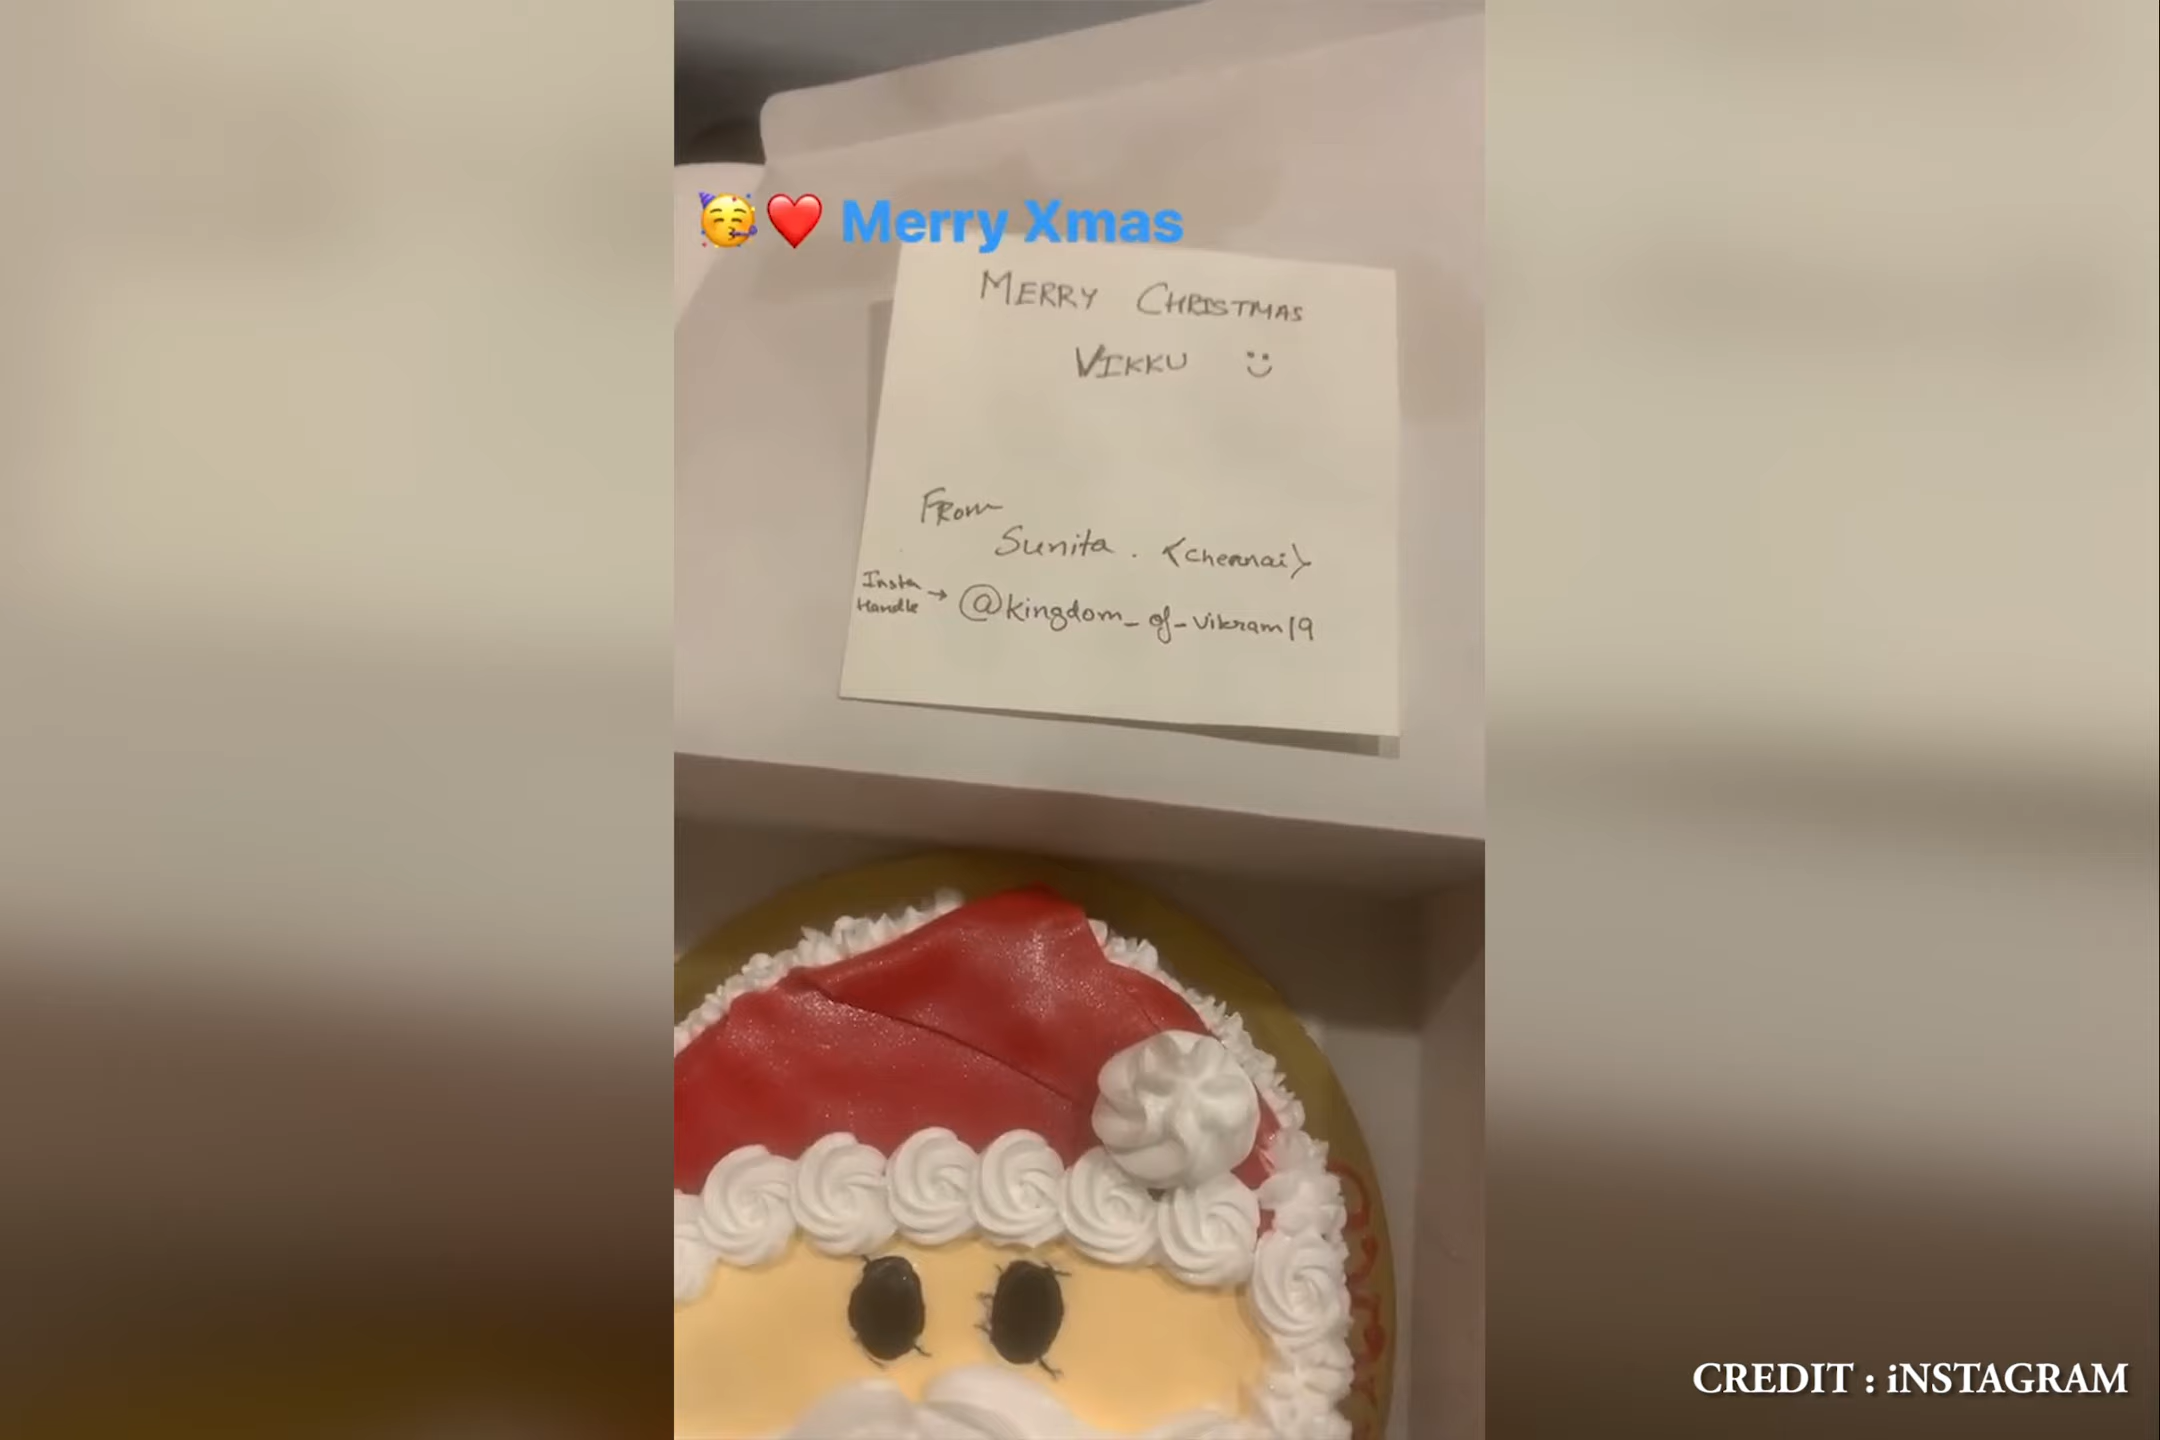 🥳❤️ Merry Xmas
MERRY CHRISTMAS
VIKKU
From
Sunita. <Chennai>
Insta
Handle → @kingdom_of_vikram19
CREDIT : iNSTAGRAM